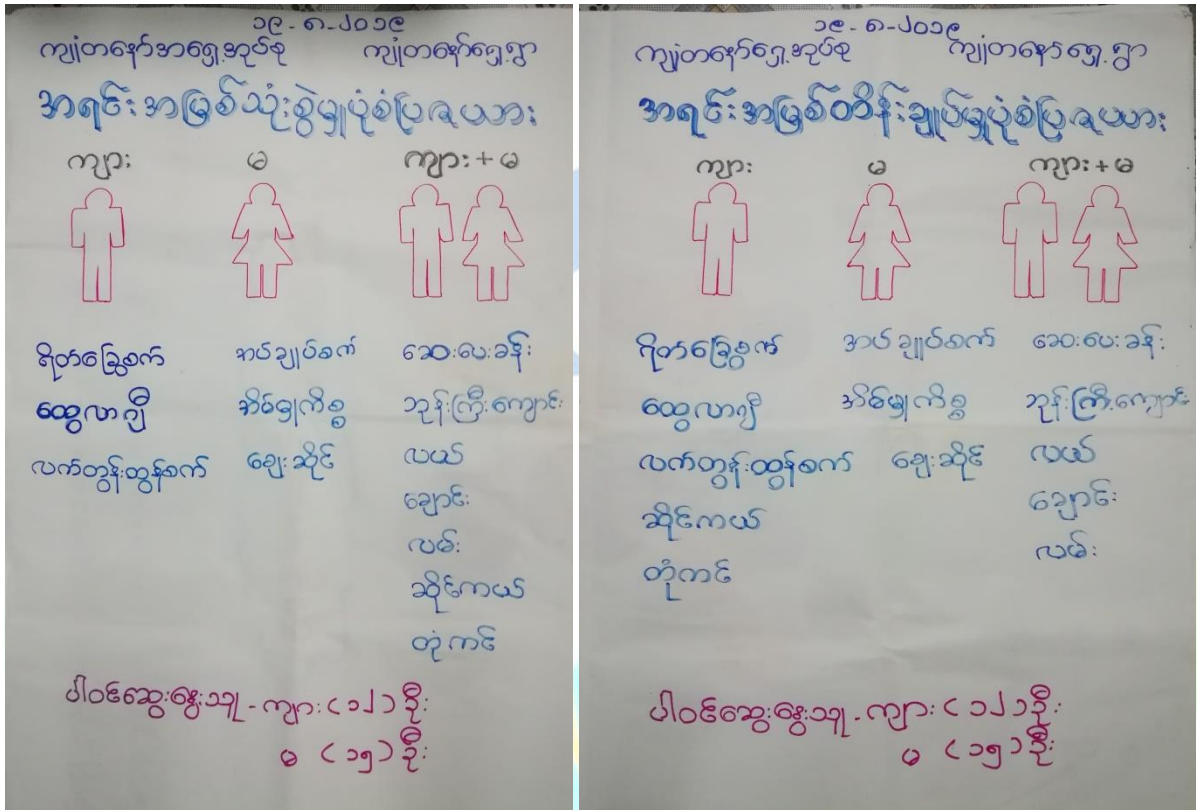 ၁၉-၈-၂၀၁၉
ကျုံတနော်အရှေ့အုပ်စု ကျုံတနော်ရှေ့ရွာ
အရင်းအမြစ်သုံးစွဲမှုပုံစံပြဇယား
ကျား မ ကျား+မ
ရိတ်ခြွေစက် အပ်ချုပ်စက် ဆေးပေးခန်း
ထွေလာဂျီ အိမ်မှုကိစ္စ ဘုန်းကြီးကျောင်း
လက်တွန်းထွန်စက် ဈေးဆိုင် လယ်
ချောင်း
လမ်း
ဆိုင်ကယ်
တုံကင်
ပါဝင်ဆွေးနွေးသူ - ကျား (၁၂) ဦး
မ (၁၅) ဦး
၁၉-၈-၂၀၁၉
ကျုံတနော်ရှေ့အုပ်စု ကျုံတနော်ရှေ့ရွာ
အရင်းအမြစ်ထိန်းချုပ်မှုပုံစံပြဇယား
ကျား မ ကျား+မ
ရိတ်ခြွေစက် အပ်ချုပ်စက် ဆေးပေးခန်း
ထွေလာဂျီ အိမ်မှုကိစ္စ ဘုန်းကြီးကျောင်း
လက်တွန်းထွန်စက် ဈေးဆိုင် လယ်
ဆိုင်ကယ် ချောင်း
တုံကင် လမ်း
ပါဝင်ဆွေးနွေးသူ - ကျား (၁၂) ဦး
မ (၁၅) ဦး